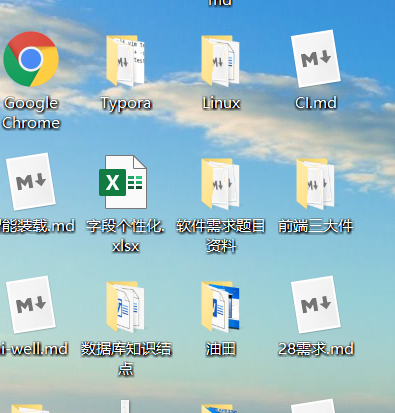 md
Google
Chrome
Typora
Linux
CI.md
能装载.md
字段个性化.
xlsx
软件需求题目
资料
前端三大件
i-well.md
数据库知识结
点
油田
28需求.md